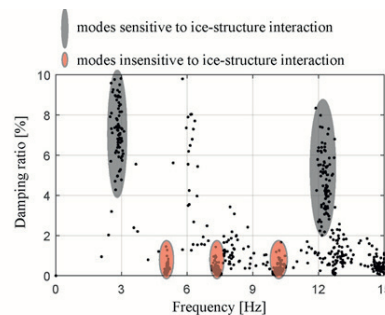 modes sensitive to ice-structure interaction
modes insensitive to ice-structure interaction
10
8
6
4
2
0
Damping ratio [%]
0 3 6 9 12 15
Frequency [Hz]